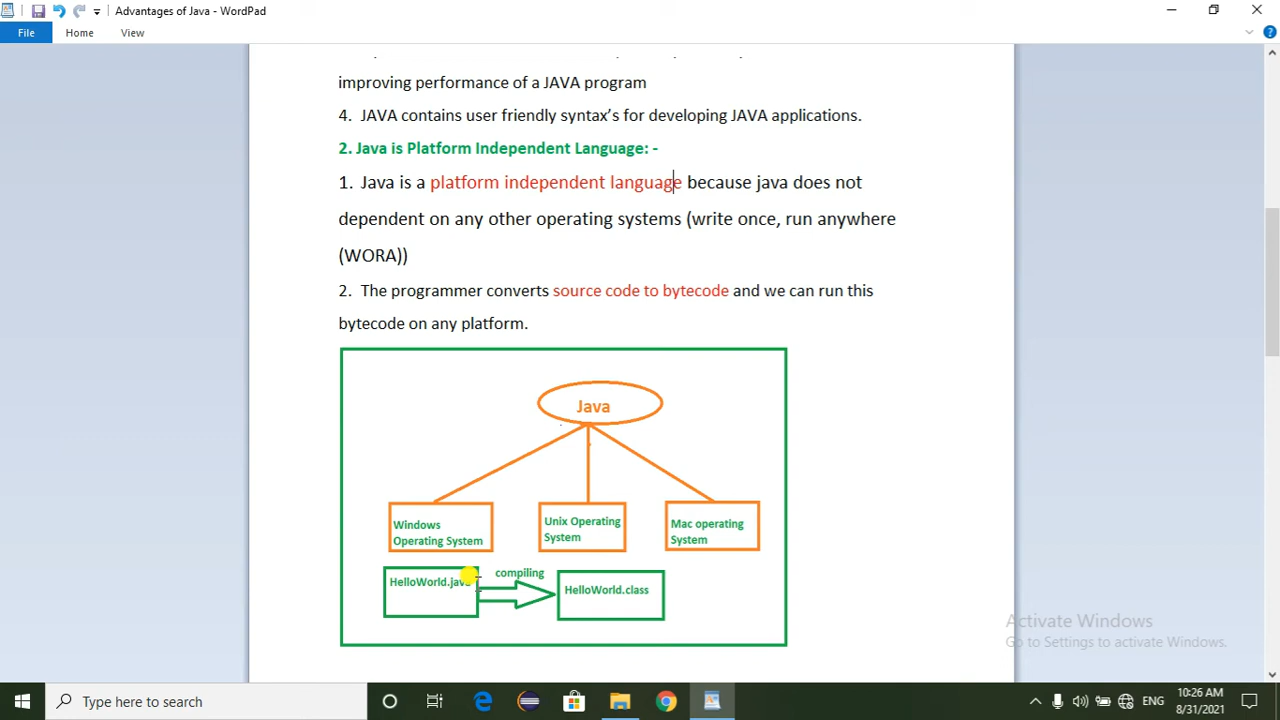 Advantages of Java - WordPad
File Home View
improving performance of a JAVA program
4. JAVA contains user friendly syntax's for developing JAVA applications.
2. Java is Platform Independent Language: -
1. Java is a platform independent language because java does not
dependent on any other operating systems (write once, run anywhere
(WORA))
2. The programmer converts source code to bytecode and we can run this
bytecode on any platform.
Java
Windows
Operating System
Unix Operating
System
Mac operating
System
HelloWorld.java
compiling
HelloWorld.class
Activate Windows
Go to Settings to activate Windows.
Type here to search
ENG
10:26 AM
8/31/2021